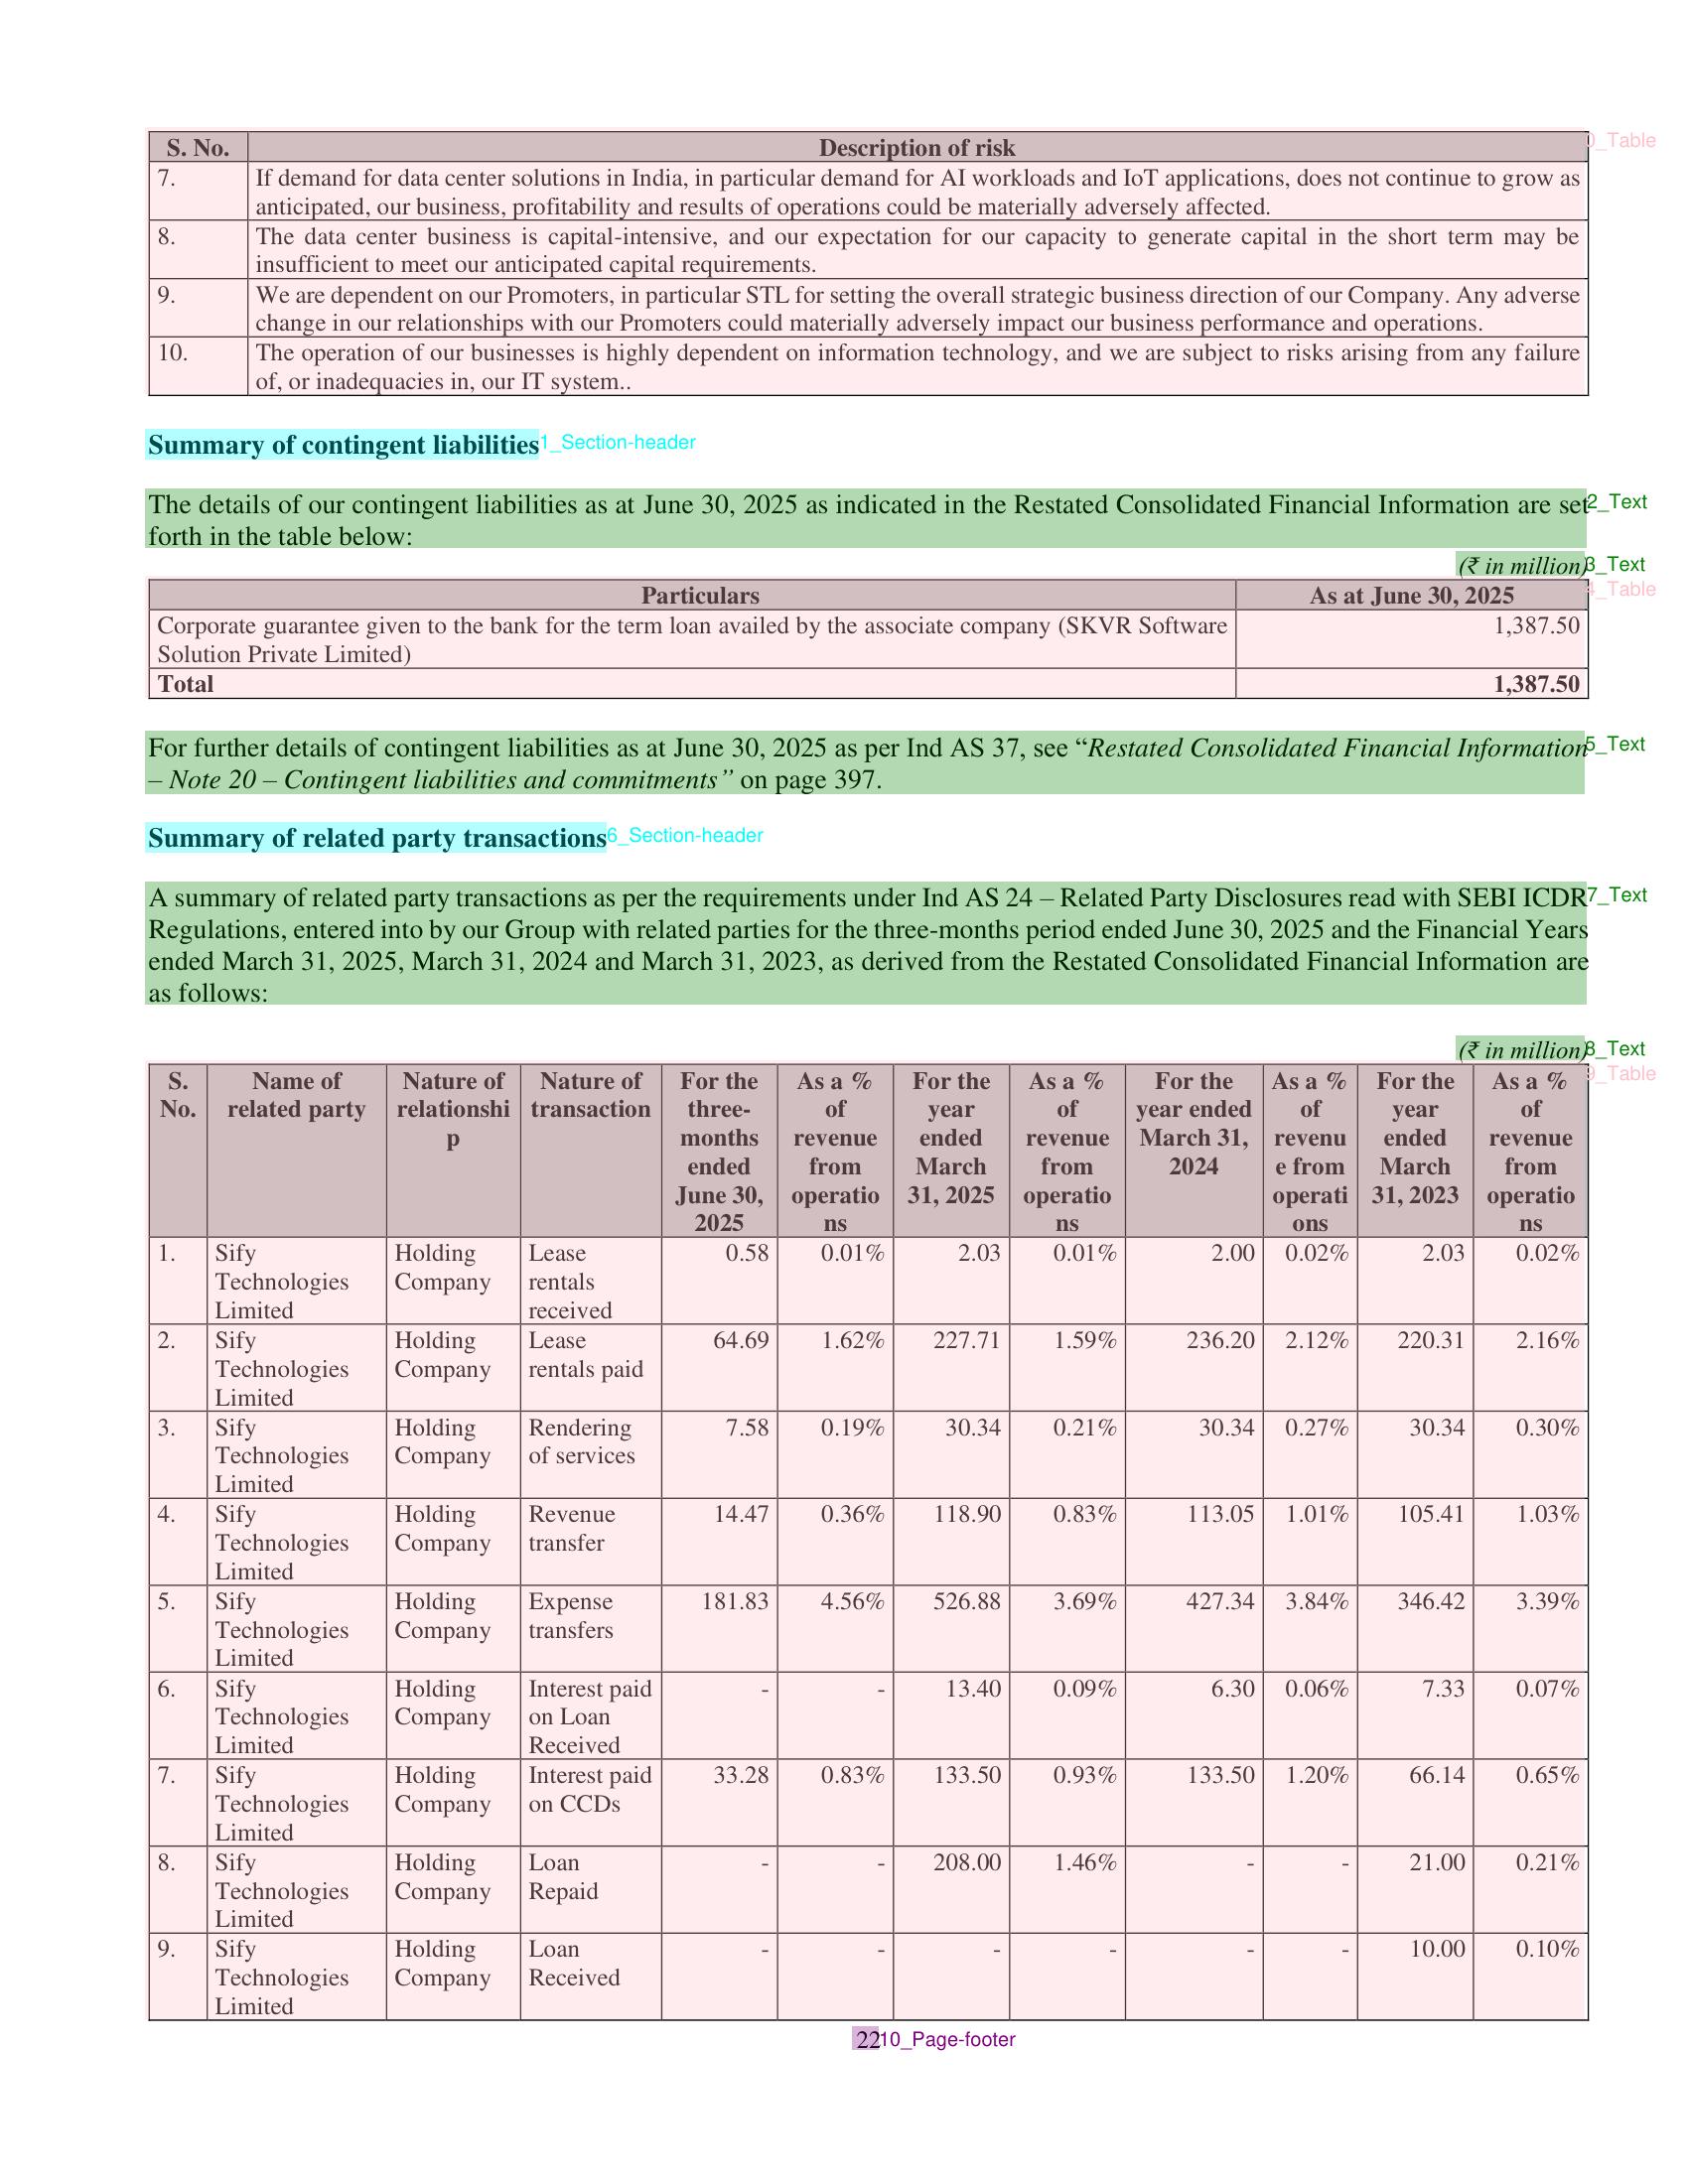 S. No. Description of risk 0_Table
7. If demand for data center solutions in India, in particular demand for AI workloads and IoT applications, does not continue to grow as
anticipated, our business, profitability and results of operations could be materially adversely affected.
8. The data center business is capital-intensive, and our expectation for our capacity to generate capital in the short term may be
insufficient to meet our anticipated capital requirements.
9. We are dependent on our Promoters, in particular STL for setting the overall strategic business direction of our Company. Any adverse
change in our relationships with our Promoters could materially adversely impact our business performance and operations.
10. The operation of our businesses is highly dependent on information technology, and we are subject to risks arising from any failure
of, or inadequacies in, our IT system..
Summary of contingent liabilities 1_Section-header
The details of our contingent liabilities as at June 30, 2025 as indicated in the Restated Consolidated Financial Information are set 2_Text
forth in the table below:
(₹ in million) 3_Text
Particulars As at June 30, 2025 4_Table
Corporate guarantee given to the bank for the term loan availed by the associate company (SKVR Software 1,387.50
Solution Private Limited)
Total 1,387.50
For further details of contingent liabilities as at June 30, 2025 as per Ind AS 37, see “Restated Consolidated Financial Information 5_Text
– Note 20 – Contingent liabilities and commitments” on page 397.
Summary of related party transactions 6_Section-header
A summary of related party transactions as per the requirements under Ind AS 24 – Related Party Disclosures read with SEBI ICDR 7_Text
Regulations, entered into by our Group with related parties for the three-months period ended June 30, 2025 and the Financial Years
ended March 31, 2025, March 31, 2024 and March 31, 2023, as derived from the Restated Consolidated Financial Information are
as follows:
(₹ in million) 8_Text
S. Name of Nature of Nature of For the As a % For the As a % For the As a % For the As a % 9_Table
No. related party relationshi transaction three- of year of year ended of year of
p months revenue ended revenue March 31, revenu ended revenue
ended from March from 2024 e from March from
June 30, operatio 31, 2025 operatio operati 31, 2023 operatio
2025 ns ns ons ns
1. Sify Holding Lease 0.58 0.01% 2.03 0.01% 2.00 0.02% 2.03 0.02%
Technologies Company rentals
Limited received
2. Sify Holding Lease 64.69 1.62% 227.71 1.59% 236.20 2.12% 220.31 2.16%
Technologies Company rentals paid
Limited
3. Sify Holding Rendering 7.58 0.19% 30.34 0.21% 30.34 0.27% 30.34 0.30%
Technologies Company of services
Limited
4. Sify Holding Revenue 14.47 0.36% 118.90 0.83% 113.05 1.01% 105.41 1.03%
Technologies Company transfer
Limited
5. Sify Holding Expense 181.83 4.56% 526.88 3.69% 427.34 3.84% 346.42 3.39%
Technologies Company transfers
Limited
6. Sify Holding Interest paid - - 13.40 0.09% 6.30 0.06% 7.33 0.07%
Technologies Company on Loan
Limited Received
7. Sify Holding Interest paid 33.28 0.83% 133.50 0.93% 133.50 1.20% 66.14 0.65%
Technologies Company on CCDs
Limited
8. Sify Holding Loan - - 208.00 1.46% - - 21.00 0.21%
Technologies Company Repaid
Limited
9. Sify Holding Loan - - - - - - 10.00 0.10%
Technologies Company Received
Limited
22 10_Page-footer